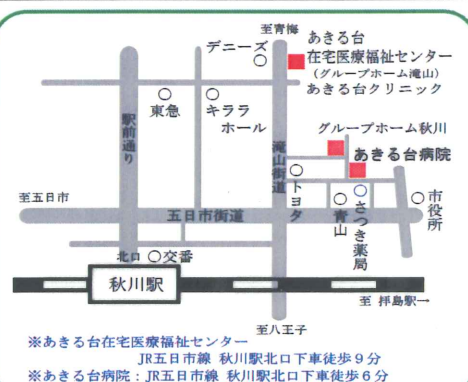 至青梅
デニーズ
あきる台
在宅医療福祉センター
（グループホーム滝山）
あきる台クリニック
東急
キララ
ホール
駅前通り
滝山街道
グループホーム秋川
あきる台病院
トヨタ
青山
さつき薬局
市役所
至五日市
五日市街道
北口
交番
秋川駅
至 拝島駅→
至八王子
※あきる台在宅医療福祉センター
JR五日市線 秋川駅北口下車徒歩９分
※あきる台病院：JR五日市線 秋川駅北口下車徒歩６分